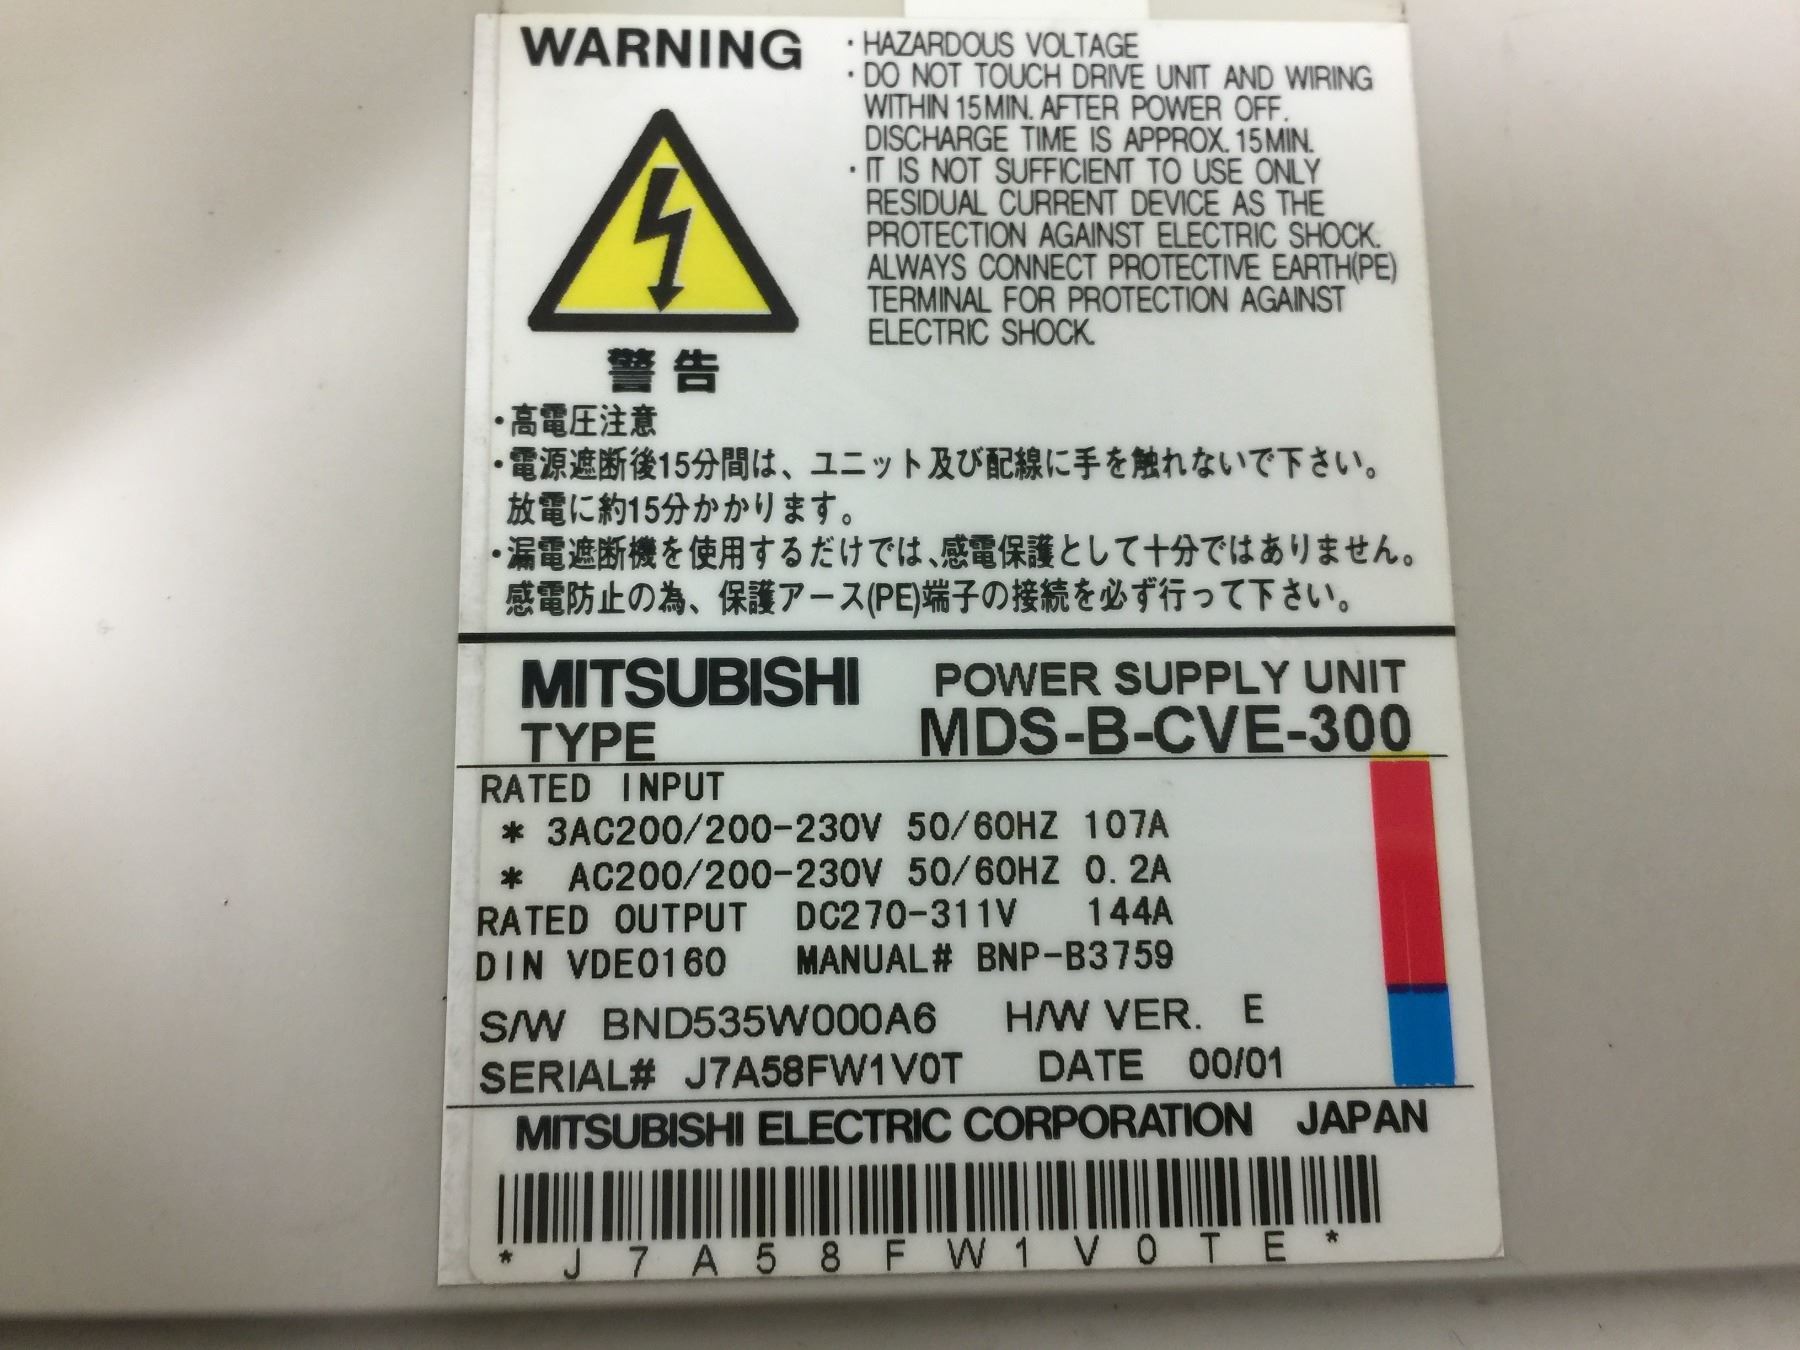 WARNING
・HAZARDOUS VOLTAGE
・DO NOT TOUCH DRIVE UNIT AND WIRING
WITHIN 15MIN. AFTER POWER OFF.
DISCHARGE TIME IS APPROX. 15MIN.
・IT IS NOT SUFFICIENT TO USE ONLY
RESIDUAL CURRENT DEVICE AS THE
PROTECTION AGAINST ELECTRIC SHOCK.
ALWAYS CONNECT PROTECTIVE EARTH(PE)
TERMINAL FOR PROTECTION AGAINST
ELECTRIC SHOCK.
警告
・高電圧注意
・電源遮断後15分間は、ユニット及び配線に手を触れないで下さい。
放電に約15分かかります。
・漏電遮断機を使用するだけでは、感電保護として十分ではありません。
感電防止の為、保護アース(PE)端子の接続を必ず行って下さい。
MITSUBISHI POWER SUPPLY UNIT
TYPE MDS-B-CVE-300
RATED INPUT
* 3AC200/200-230V 50/60HZ 107A
* AC200/200-230V 50/60HZ 0.2A
RATED OUTPUT DC270-311V 144A
DIN VDE0160 MANUAL# BNP-B3759
S/W BND535W000A6 H/W VER. E
SERIAL# J7A58FW1V0T DATE 00/01
MITSUBISHI ELECTRIC CORPORATION JAPAN
* J 7 A 5 8 F W 1 V 0 T E *